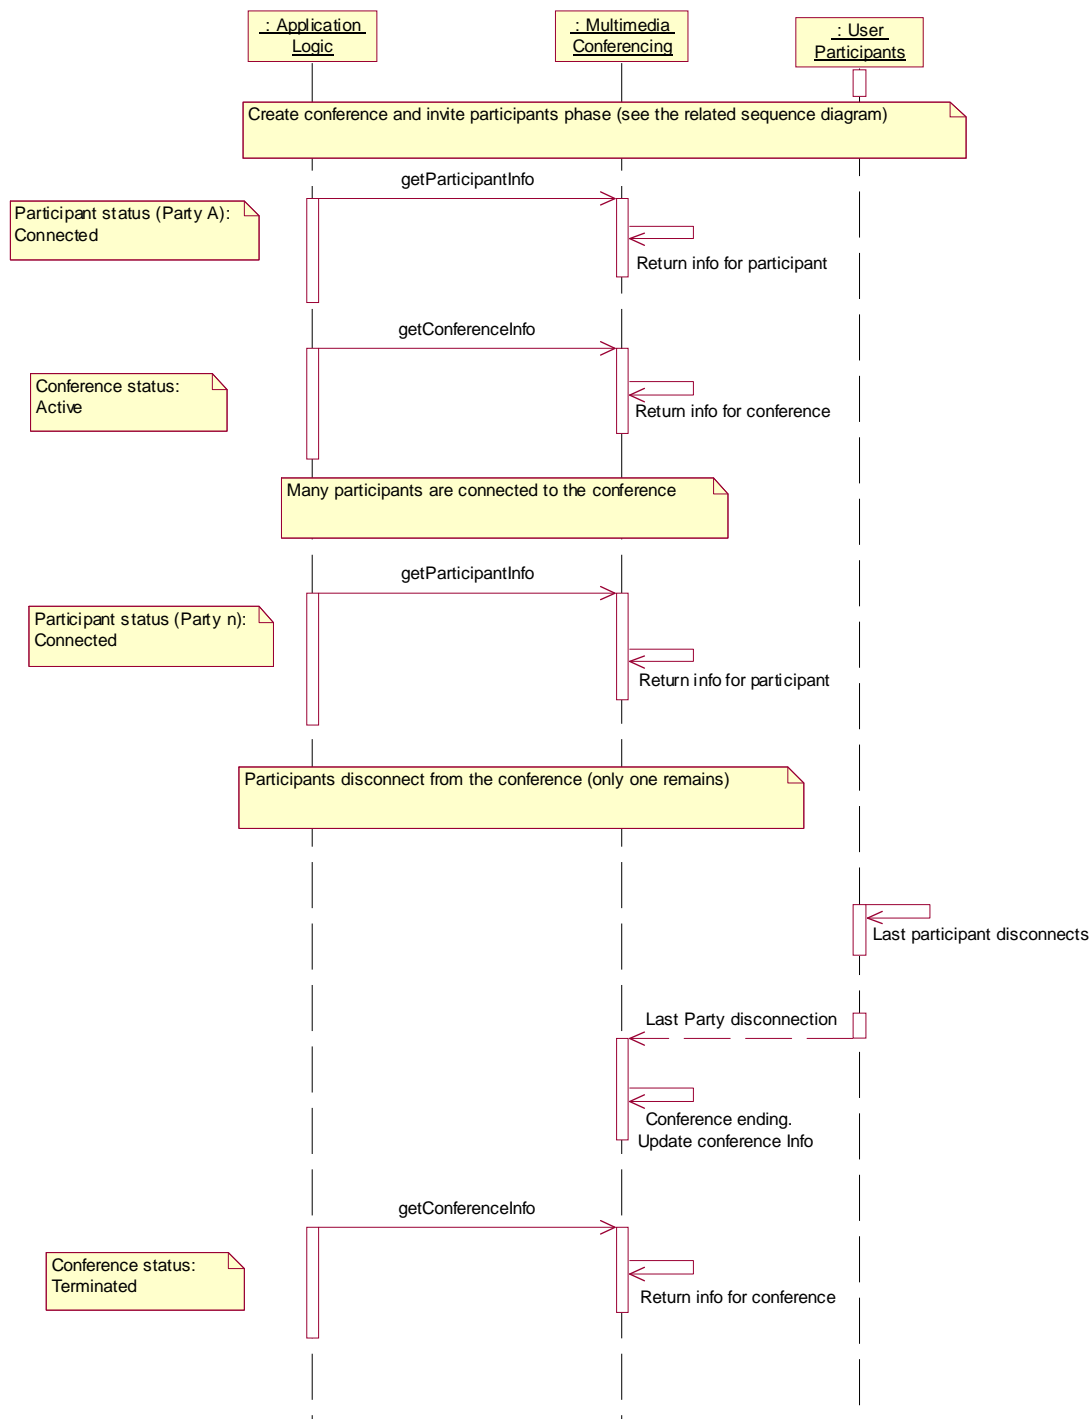 : Application
Logic
: Multimedia
Conferencing
: User
Participants
Create conference and invite participants phase (see the related sequence diagram)
getParticipantInfo
Participant status (Party A):
Connected
Return info for participant
getConferenceInfo
Conference status:
Active
Return info for conference
Many participants are connected to the conference
getParticipantInfo
Participant status (Party n):
Connected
Return info for participant
Participants disconnect from the conference (only one remains)
Last participant disconnects
Last Party disconnection
Conference ending.
Update conference Info
getConferenceInfo
Conference status:
Terminated
Return info for conference